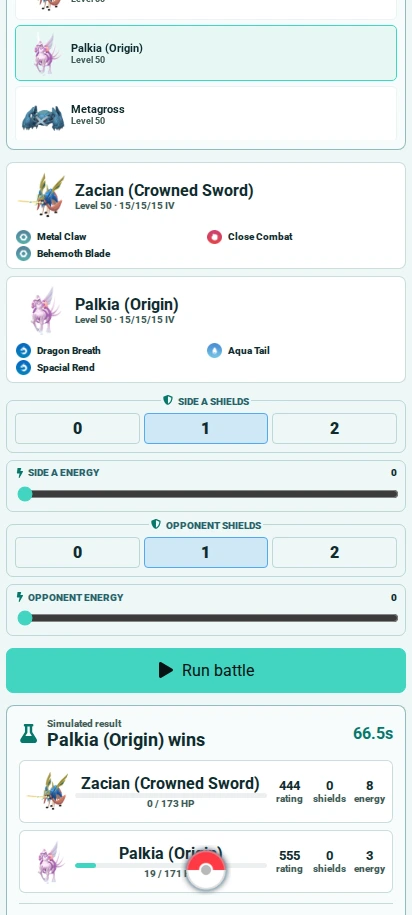 Level 50
Palkia (Origin)
Level 50
Metagross
Level 50
Zacian (Crowned Sword)
Level 50 · 15/15/15 IV
Metal Claw
Close Combat
Behemoth Blade
Palkia (Origin)
Level 50 · 15/15/15 IV
Dragon Breath
Aqua Tail
Spacial Rend
SIDE A SHIELDS
0 1 2
SIDE A ENERGY 0
OPPONENT SHIELDS
0 1 2
OPPONENT ENERGY 0
Run battle
Simulated result
Palkia (Origin) wins
66.5s
Zacian (Crowned Sword)
0 / 173 HP
444 0 8
rating shields energy
Palkia (Origin)
19 / 171
555 0 3
rating shields energy